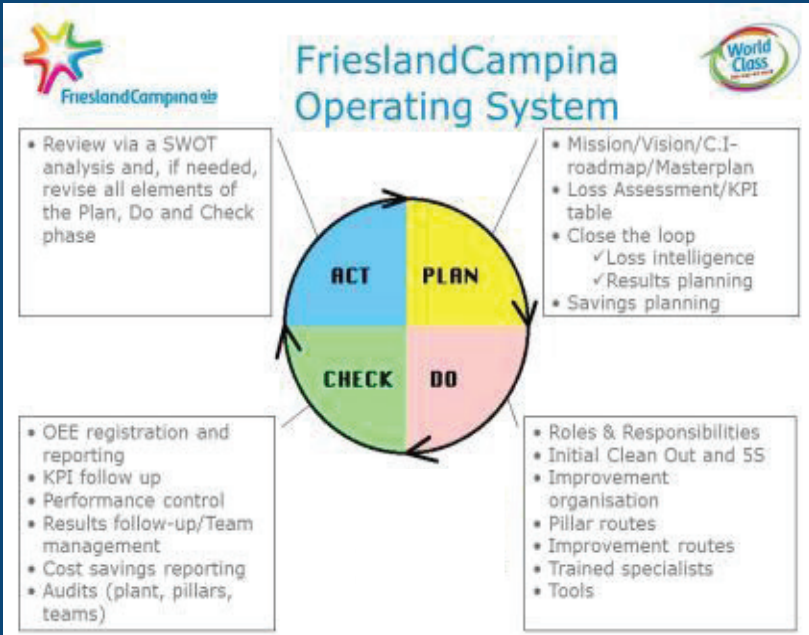 FrieslandCampina
Operating System
FrieslandCampina
World
Class
• Review via a SWOT
analysis and, if needed,
revise all elements of
the Plan, Do and Check
phase
• Mission/Vision/C.I-
roadmap/Masterplan
• Loss Assessment/KPI
table
• Close the loop
✓Loss intelligence
✓Results planning
• Savings planning
ACT
PLAN
CHECK
DO
• OEE registration and
reporting
• KPI follow up
• Performance control
• Results follow-up/Team
management
• Cost savings reporting
• Audits (plant, pillars,
teams)
• Roles & Responsibilities
• Initial Clean Out and 5S
• Improvement
organisation
• Pillar routes
• Improvement routes
• Trained specialists
• Tools